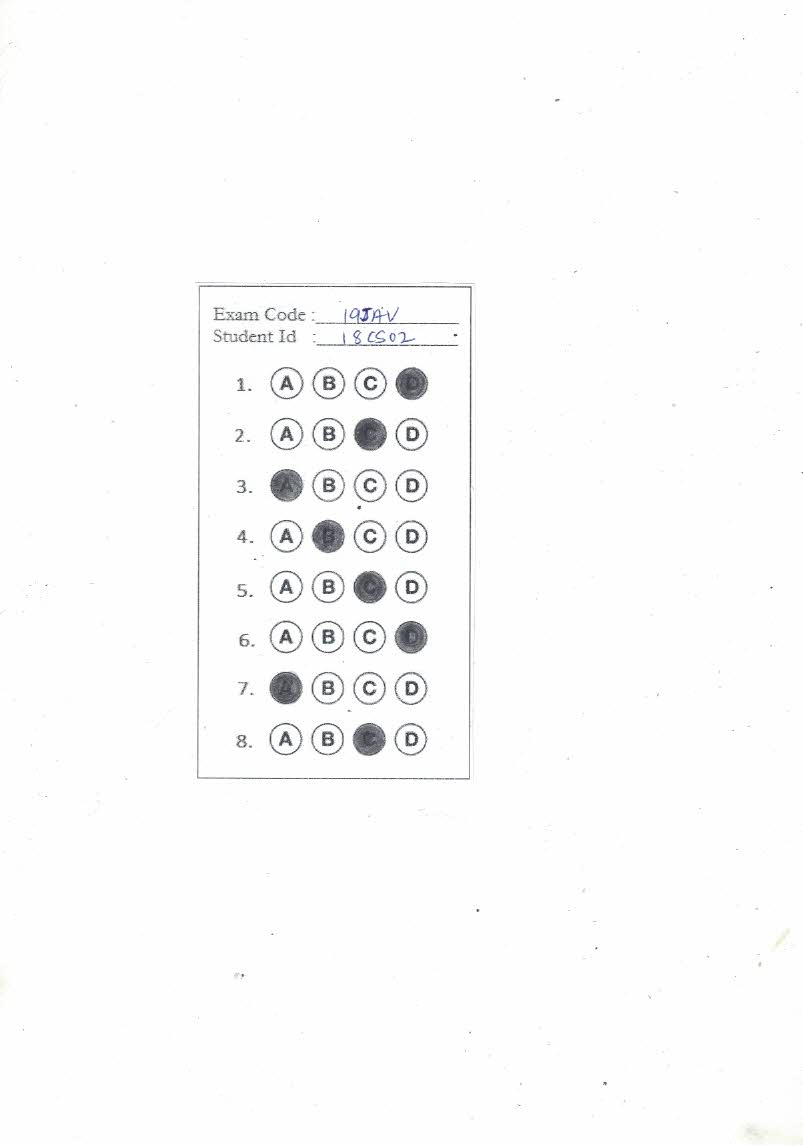 Exam Code : 19JAV
Student Id : 18CS02
1. A B C D
2. A B C D
3. A B C D
4. A B C D
5. A B C D
6. A B C D
7. A B C D
8. A B C D